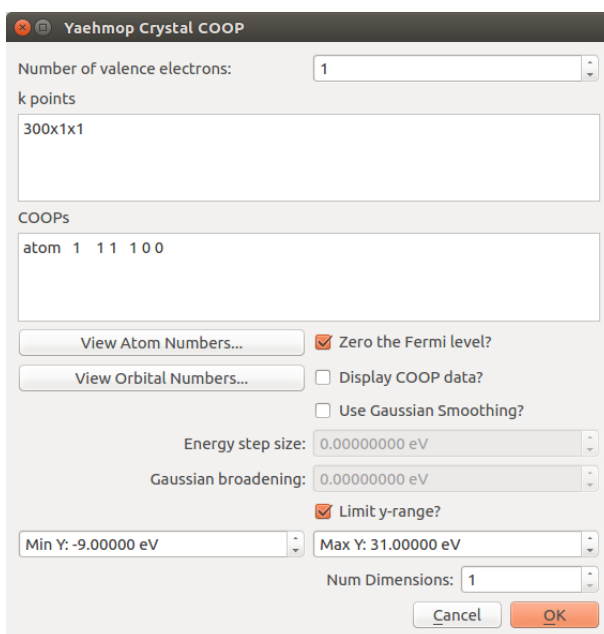 Yaehmop Crystal COOP
Number of valence electrons: 1
k points
300x1x1
COOPs
atom 1 1 1 1 0 0
View Atom Numbers... Zero the Fermi level?
View Orbital Numbers... Display COOP data?
Use Gaussian Smoothing?
Energy step size: 0.00000000 eV
Gaussian broadening: 0.00000000 eV
Limit y-range?
Min Y: -9.00000 eV Max Y: 31.00000 eV
Num Dimensions: 1
Cancel OK